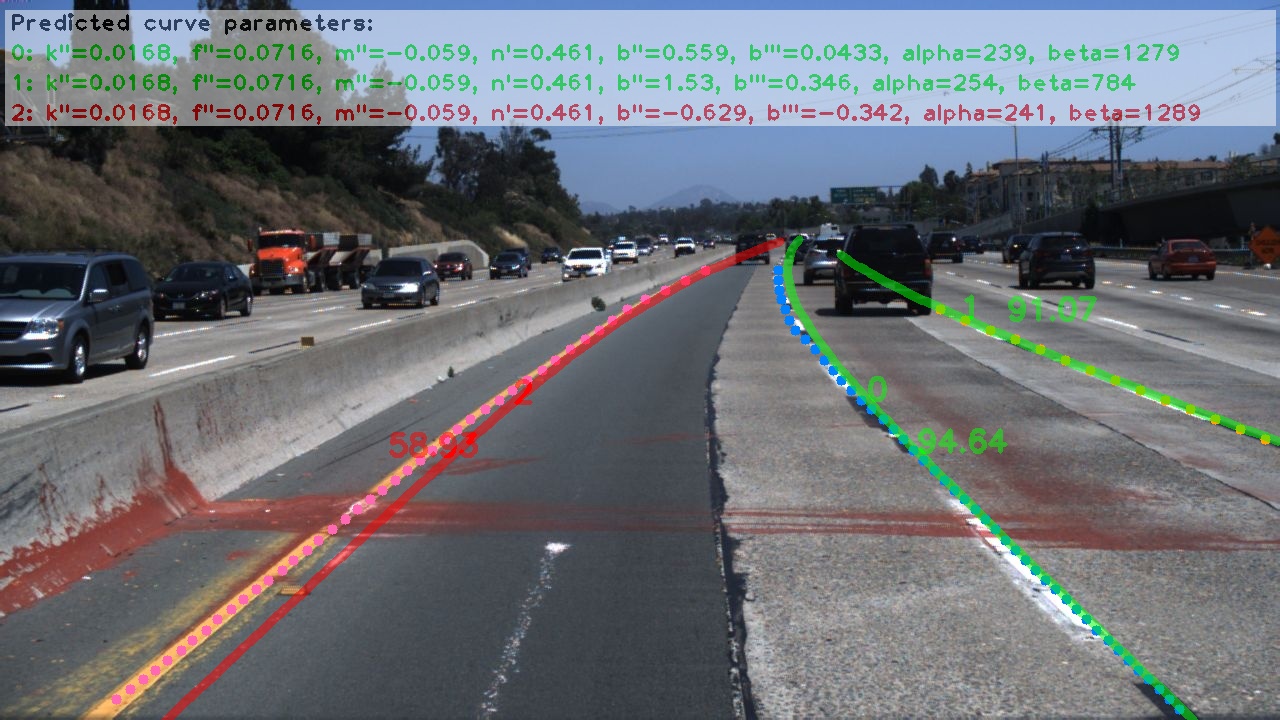 Predicted curve parameters:
0: k"=0.0168, f"=0.0716, m"=-0.059, n'=0.461, b"=0.559, b'''=0.0433, alpha=239, beta=1279
1: k"=0.0168, f"=0.0716, m"=-0.059, n'=0.461, b"=1.53, b'''=0.346, alpha=254, beta=784
2: k"=0.0168, f"=0.0716, m"=-0.059, n'=0.461, b"=-0.629, b'''=-0.342, alpha=241, beta=1289
1 91.07
2
0
58.93
94.64